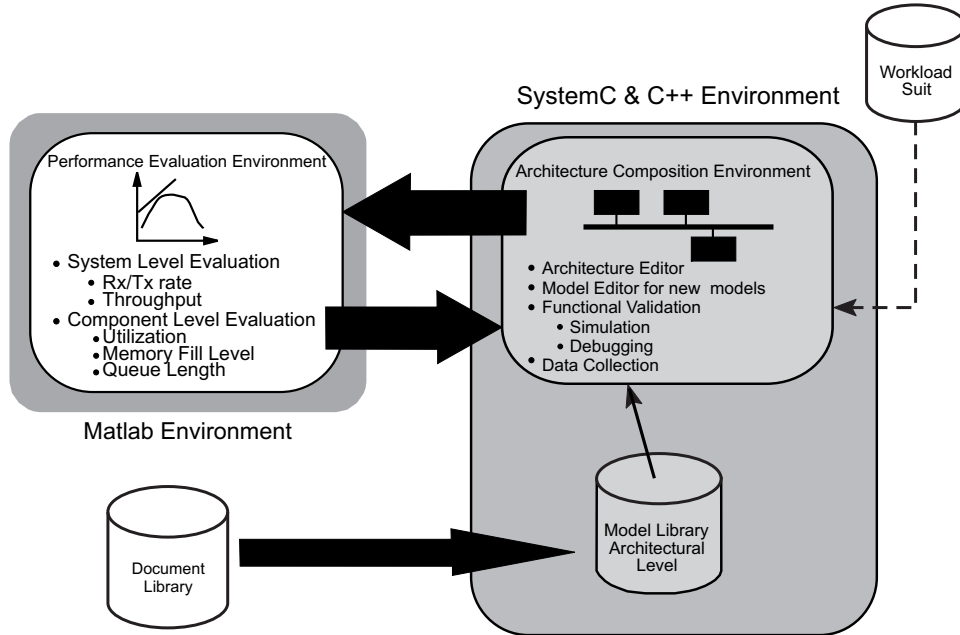 Workload
Suit
SystemC & C++ Environment
Performance Evaluation Environment
• System Level Evaluation
• Rx/Tx rate
• Throughput
• Component Level Evaluation
• Utilization
• Memory Fill Level
• Queue Length
Matlab Environment
Architecture Composition Environment
• Architecture Editor
• Model Editor for new models
• Functional Validation
• Simulation
• Debugging
• Data Collection
Model Library
Architectural
Level
Document
Library